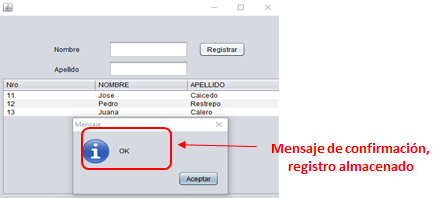 Nombre
Registrar
Apellido
Nro NOMBRE APELLIDO
11 Jose Caicedo
12 Pedro Restrepo
13 Juana Calero
Mensaje
OK
Aceptar
Mensaje de confirmación,
registro almacenado